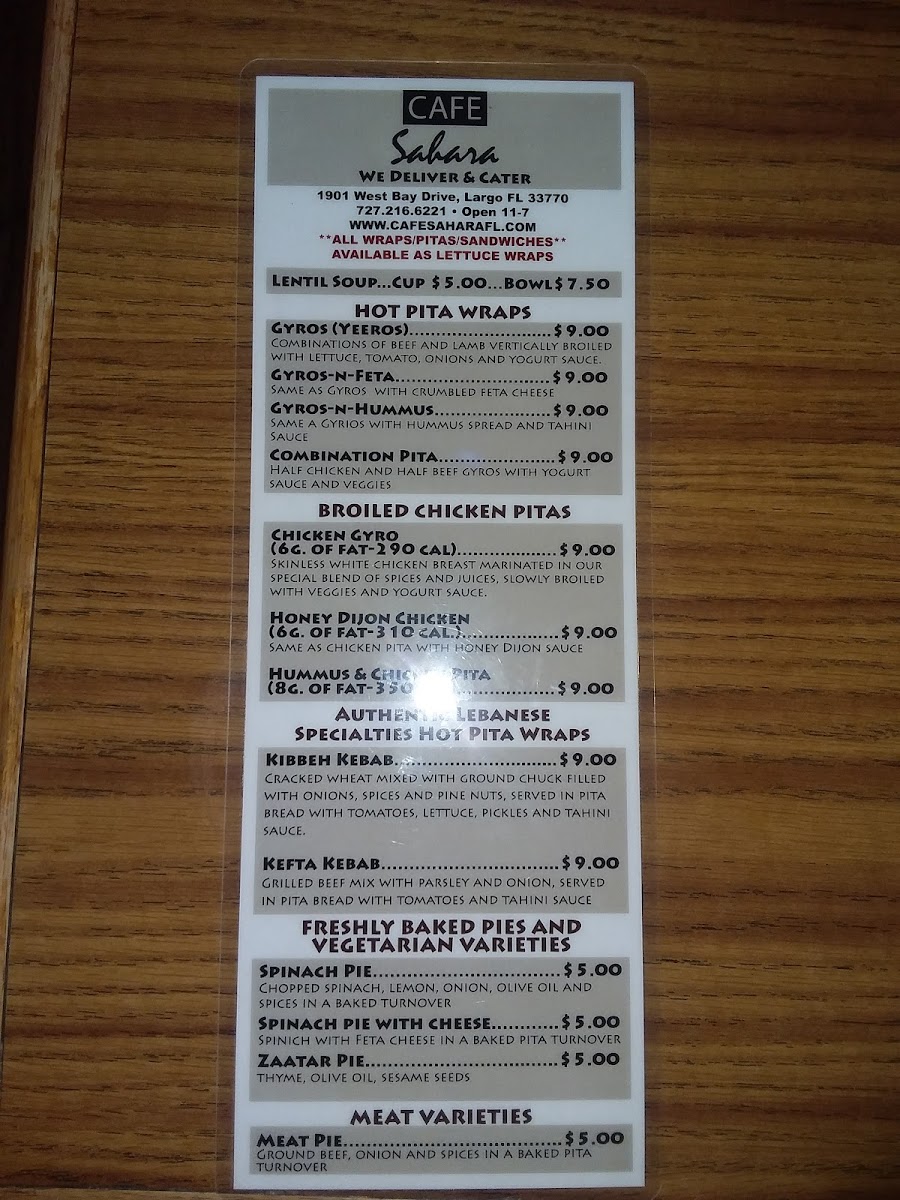 CAFE
Sahara
WE DELIVER & CATER
1901 West Bay Drive, Largo FL 33770
727.216.6221 • Open 11-7
WWW.CAFESAHARAFL.COM
**ALL WRAPS/PITAS/SANDWICHES**
AVAILABLE AS LETTUCE WRAPS
LENTIL SOUP...CUP $5.00...BOWL$7.50
HOT PITA WRAPS
GYROS (YEEROS)..........................$9.00
COMBINATIONS OF BEEF AND LAMB VERTICALLY BROILED
WITH LETTUCE, TOMATO, ONIONS AND YOGURT SAUCE.
GYROS-N-FETA.............................$9.00
SAME AS GYROS WITH CRUMBLED FETA CHEESE
GYROS-N-HUMMUS......................$9.00
SAME A GYRIOS WITH HUMMUS SPREAD AND TAHINI
SAUCE
COMBINATION PITA......................$9.00
HALF CHICKEN AND HALF BEEF GYROS WITH YOGURT
SAUCE AND VEGGIES
BROILED CHICKEN PITAS
CHICKEN GYRO
(6G. OF FAT-290 CAL)...................$9.00
SKINLESS WHITE CHICKEN BREAST MARINATED IN OUR
SPECIAL BLEND OF SPICES AND JUICES, SLOWLY BROILED
WITH VEGGIES AND YOGURT SAUCE.
HONEY DIJON CHICKEN
(6G. OF FAT-310 CAL.)..................$9.00
SAME AS CHICKEN PITA WITH HONEY DIJON SAUCE
HUMMUS & CHICKEN PITA
(8G. OF FAT-350 ..................$9.00
AUTHENTIC LEBANESE
SPECIALTIES HOT PITA WRAPS
KIBBEH KEBAB..............................$9.00
CRACKED WHEAT MIXED WITH GROUND CHUCK FILLED
WITH ONIONS, SPICES AND PINE NUTS, SERVED IN PITA
BREAD WITH TOMATOES, LETTUCE, PICKLES AND TAHINI
SAUCE.
KEFTA KEBAB.................................$9.00
GRILLED BEEF MIX WITH PARSLEY AND ONION, SERVED
IN PITA BREAD WITH TOMATOES AND TAHINI SAUCE
FRESHLY BAKED PIES AND
VEGETARIAN VARIETIES
SPINACH PIE...................................$5.00
CHOPPED SPINACH, LEMON, ONION, OLIVE OIL AND
SPICES IN A BAKED TURNOVER
SPINACH PIE WITH CHEESE............$5.00
SPINICH WITH FETA CHEESE IN A BAKED PITA TURNOVER
ZAATAR PIE....................................$5.00
THYME, OLIVE OIL, SESAME SEEDS
MEAT VARIETIES
MEAT PIE........................................$5.00
GROUND BEEF, ONION AND SPICES IN A BAKED PITA
TURNOVER